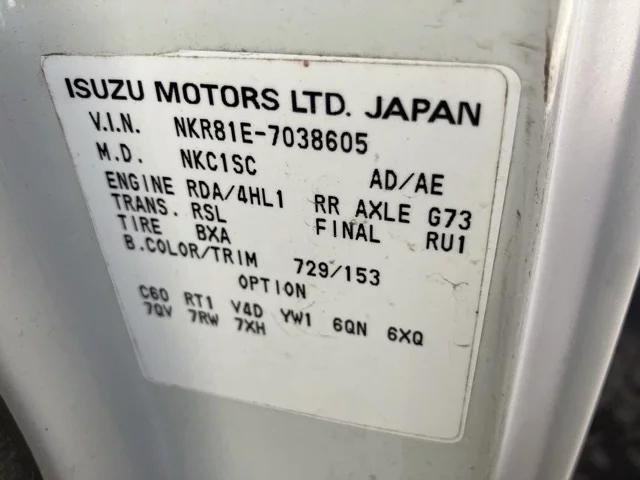 ISUZU MOTORS LTD. JAPAN
V.I.N. NKR81E-7038605
M.D. NKC1SC AD/AE
ENGINE RDA/4HL1 RR AXLE G73
TRANS. RSL FINAL RU1
TIRE BXA
B.COLOR/TRIM 729/153
OPTION
C60 RT1 V4D YW1 6QN 6XQ
7QV 7RW 7XH